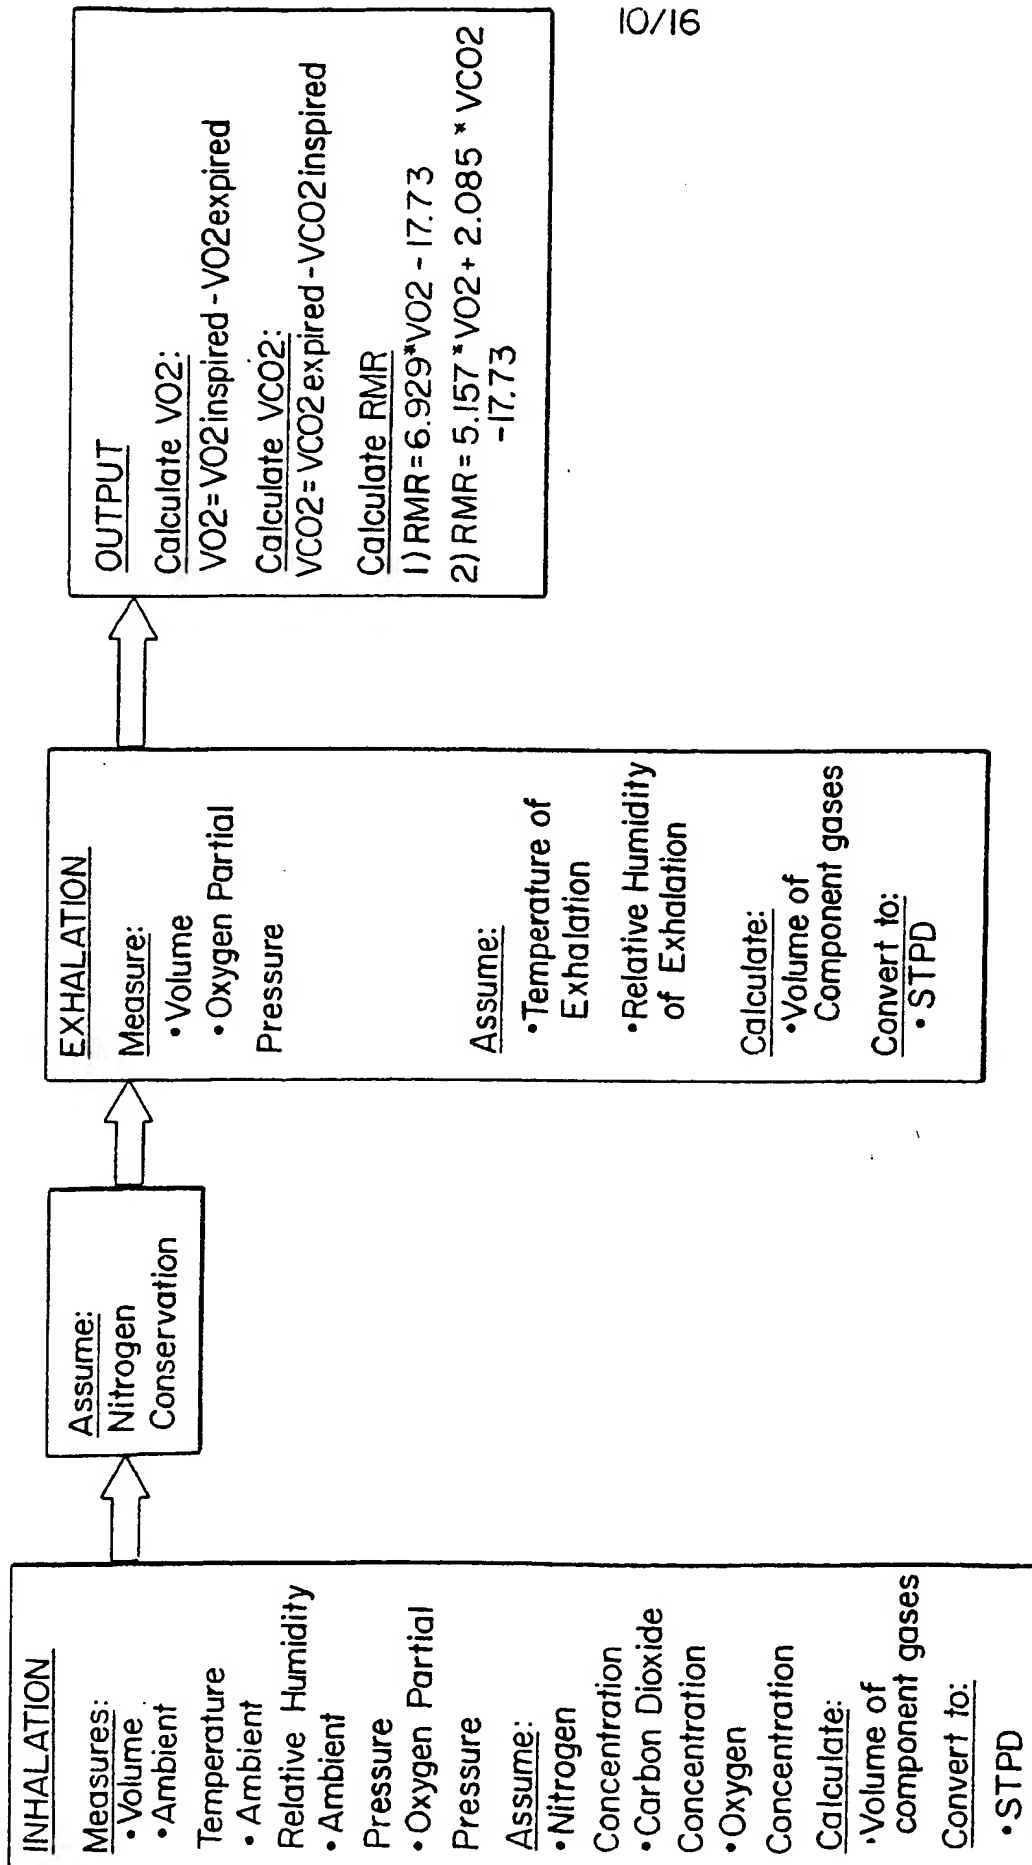 10/16
INHALATION
Measures:
• Volume
• Ambient
Temperature
• Ambient
Relative Humidity
• Ambient
Pressure
• Oxygen Partial
Pressure
Assume:
• Nitrogen
Concentration
• Carbon Dioxide
Concentration
• Oxygen
Concentration
Calculate:
• Volume of
component gases
Convert to:
• STPD
Assume:
Nitrogen
Conservation
EXHALATION
Measure:
• Volume
• Oxygen Partial
Pressure
Assume:
• Temperature of
Exhalation
• Relative Humidity
of Exhalation
Calculate:
• Volume of
Component gases
Convert to:
• STPD
OUTPUT
Calculate VO2:
VO2=VO2inspired-VO2expired
Calculate VCO2:
VCO2=VCO2expired-VCO2inspired
Calculate RMR
1) RMR=6.929*VO2-17.73
2) RMR=5.157*VO2+2.085*VCO2
-17.73